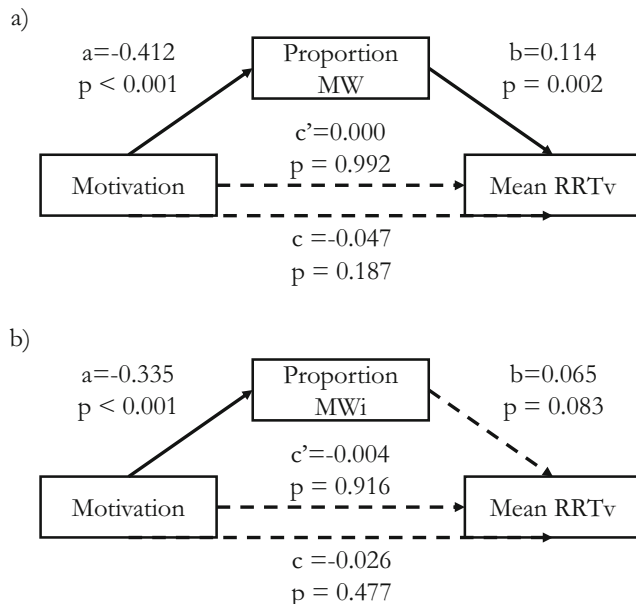 a)
a=-0.412
p < 0.001
Proportion
MW
b=0.114
p = 0.002
c’=0.000
p = 0.992
Motivation
Mean RRTv
c =-0.047
p = 0.187
b)
a=-0.335
p < 0.001
Proportion
MWi
b=0.065
p = 0.083
c’=-0.004
p = 0.916
Motivation
Mean RRTv
c =-0.026
p = 0.477